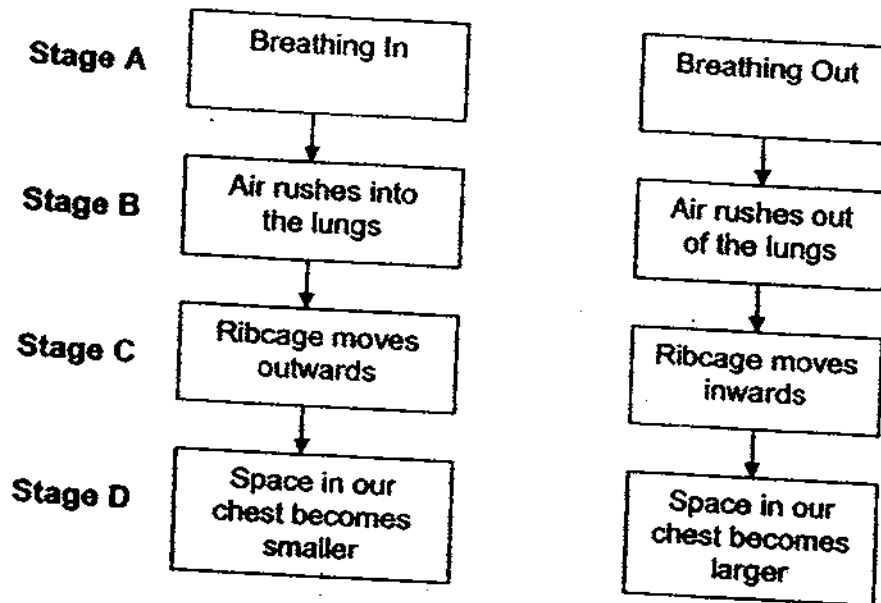 Stage A
Breathing In
Breathing Out
Stage B
Air rushes into
the lungs
Air rushes out
of the lungs
Stage C
Ribcage moves
outwards
Ribcage moves
inwards
Stage D
Space in our
chest becomes
smaller
Space in our
chest becomes
larger